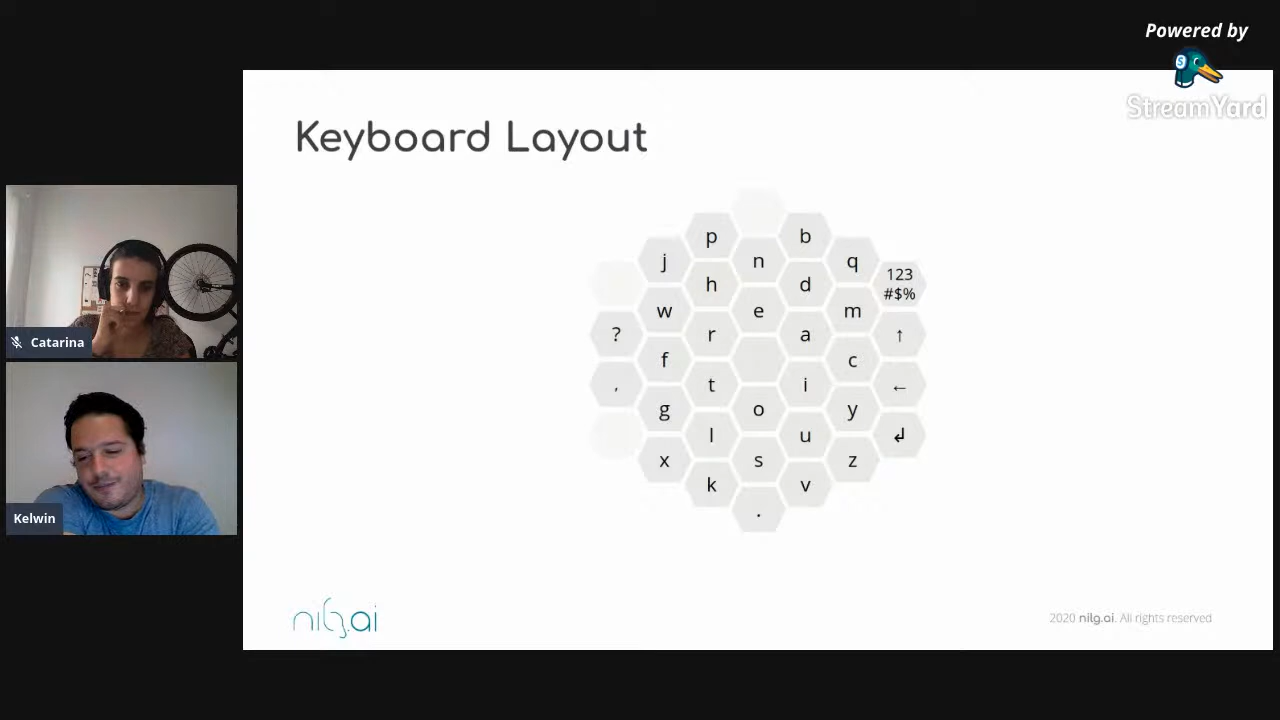 Powered by
StreamYard
Keyboard Layout
p b
j n q
h d 123
#$%
w e m
? r a ↑
f c
, t i ←
g o y
l u ↲
x s z
k v
.
Catarina
Kelwin
nilg.ai
2020 nilg.ai. All rights reserved